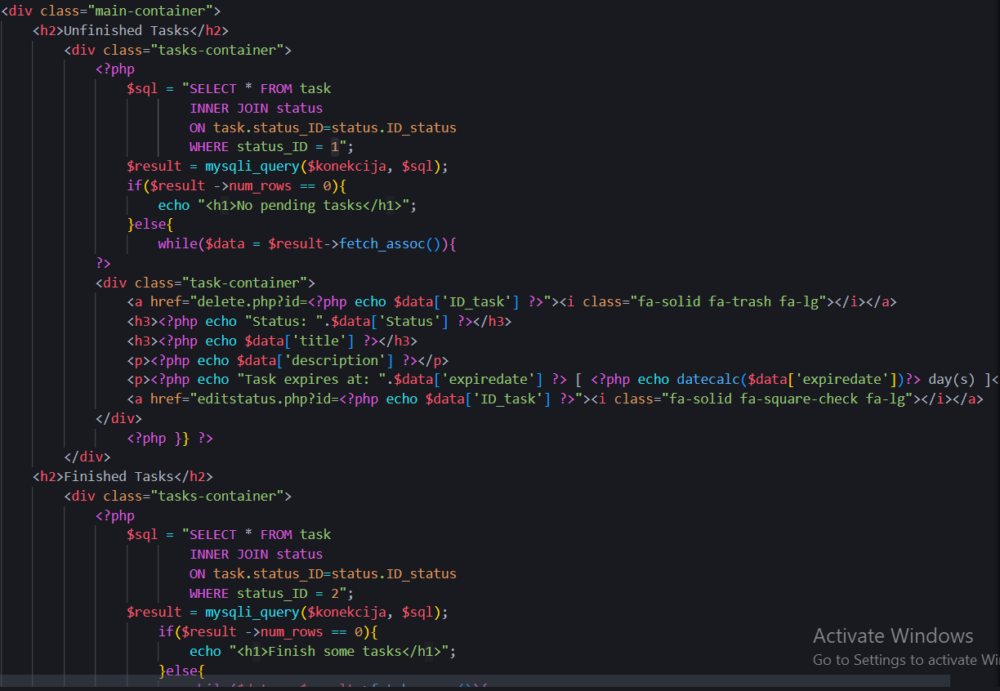 <div class="main-container">
<h2>Unfinished Tasks</h2>
<div class="tasks-container">
<?php
$sql = "SELECT * FROM task
INNER JOIN status
ON task.status_ID=status.ID_status
WHERE status_ID = 1";
$result = mysqli_query($konekcija, $sql);
if($result ->num_rows == 0){
echo "<h1>No pending tasks</h1>";
}else{
while($data = $result->fetch_assoc()){
?>
<div class="task-container">
<a href="delete.php?id=<?php echo $data['ID_task'] ?>"><i class="fa-solid fa-trash fa-lg"></i></a>
<h3><?php echo "Status: ".$data['Status'] ?></h3>
<h3><?php echo $data['title'] ?></h3>
<p><?php echo $data['description'] ?></p>
<p><?php echo "Task expires at: ".$data['expiredate'] ?> [ <?php echo datecalc($data['expiredate'])?> day(s) ]<
<a href="editstatus.php?id=<?php echo $data['ID_task'] ?>"><i class="fa-solid fa-square-check fa-lg"></i></a>
</div>
<?php }} ?>
</div>
<h2>Finished Tasks</h2>
<div class="tasks-container">
<?php
$sql = "SELECT * FROM task
INNER JOIN status
ON task.status_ID=status.ID_status
WHERE status_ID = 2";
$result = mysqli_query($konekcija, $sql);
if($result ->num_rows == 0){
echo "<h1>Finish some tasks</h1>";
}else{
Activate Windows
Go to Settings to activate Wi